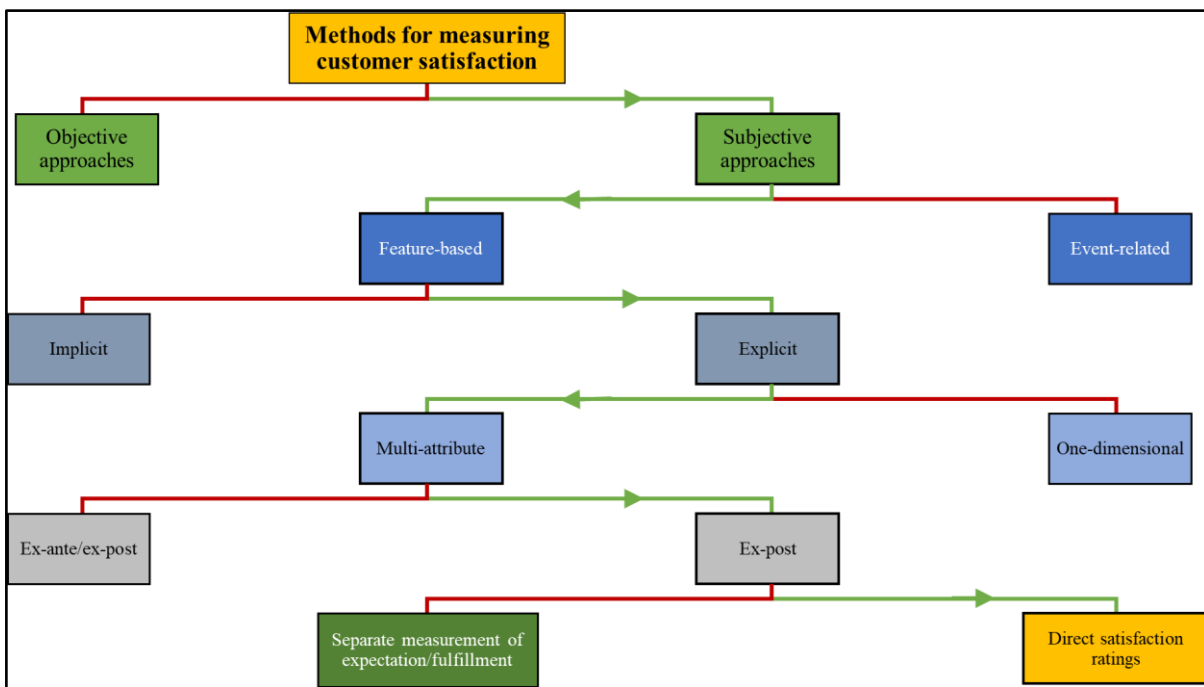 Methods for measuring
customer satisfaction
Objective
approaches
Subjective
approaches
Feature-based
Event-related
Implicit
Explicit
Multi-attribute
One-dimensional
Ex-ante/ex-post
Ex-post
Separate measurement of
expectation/fulfillment
Direct satisfaction
ratings